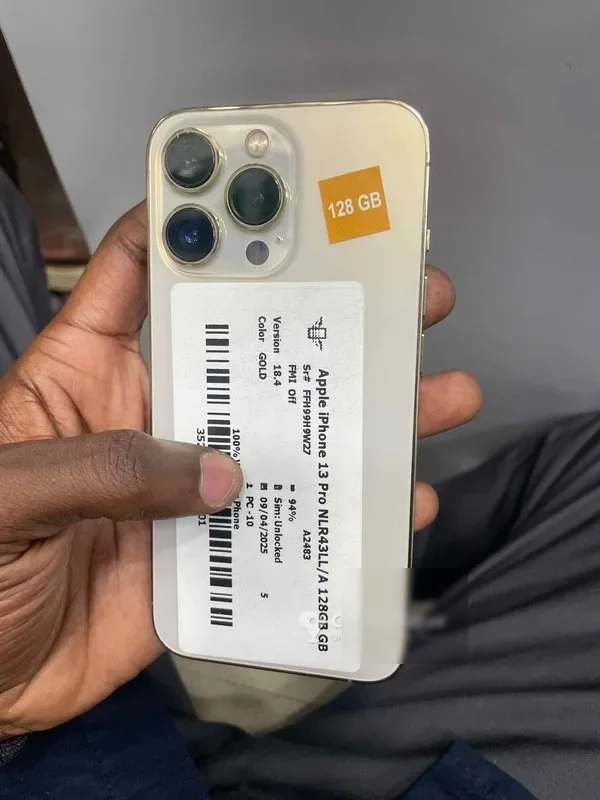 128 GB
Apple iPhone 13 Pro NLR43LL/A 128GB GB
Sr# FFH99H9W27 A2483
FMI Off 94%
Version 18.4 Sim:Unlocked
Color GOLD 09/04/2025 5
PC-10
100% Phone